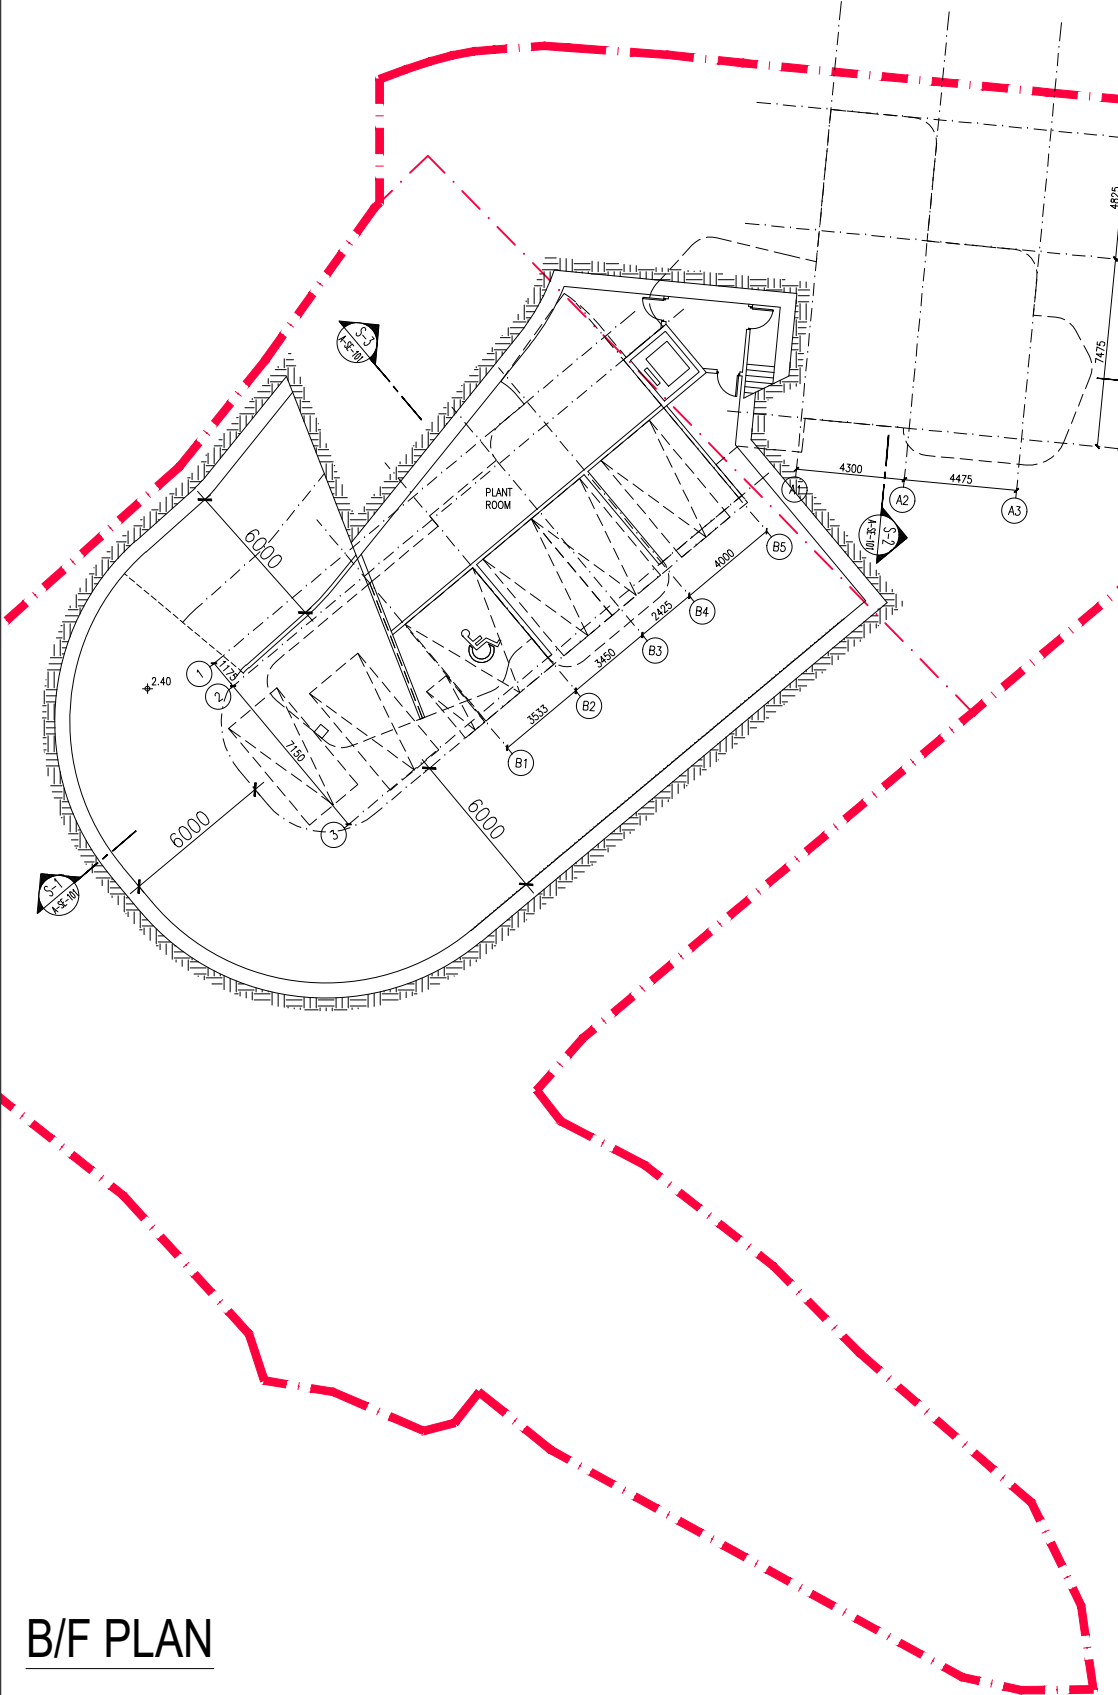 4825
7475
S-3
A-SE-101
4300
4475
A1
A2
A3
PLANT
ROOM
S-2
A-SE-101
6000
B5
4000
B4
2425
B3
3450
B2
3533
B1
1
1175
2
2.40
7150
3
6000
6000
S-1
A-SE-101
B/F PLAN